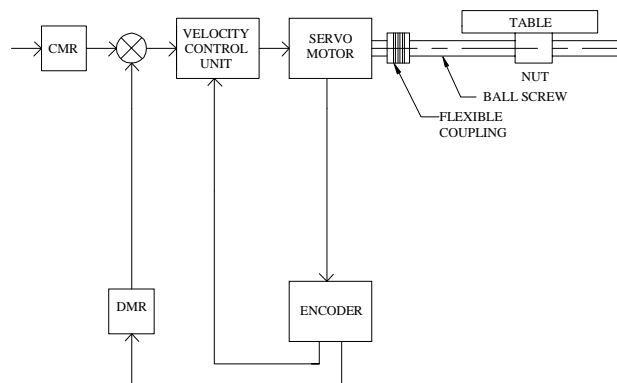 TABLE
CMR
VELOCITY
CONTROL
UNIT
SERVO
MOTOR
NUT
BALL SCREW
FLEXIBLE
COUPLING
DMR
ENCODER